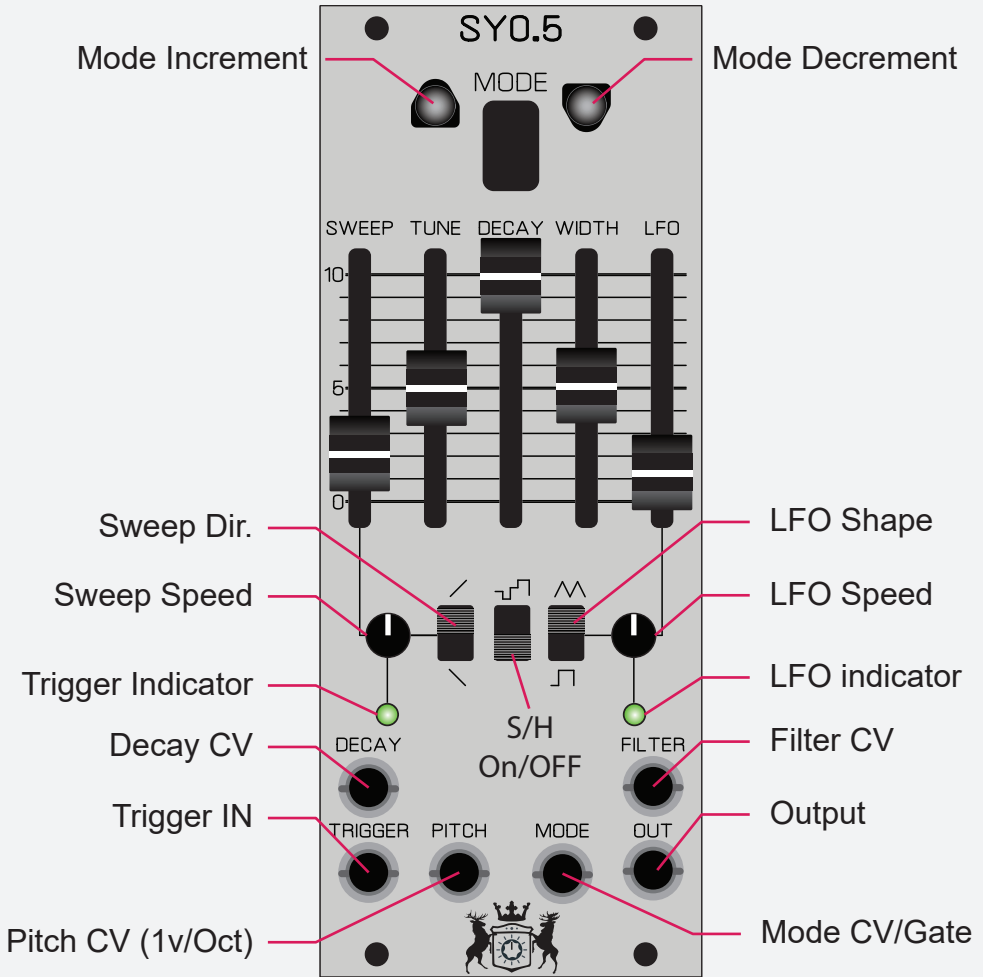 SY0.5
Mode Increment
Mode Decrement
MODE
SWEEP TUNE DECAY WIDTH LFO
10
5
0
Sweep Dir.
LFO Shape
Sweep Speed
LFO Speed
Trigger Indicator
LFO indicator
S/H
On/OFF
DECAY
FILTER
Decay CV
Filter CV
Trigger IN
Output
TRIGGER PITCH MODE OUT
Pitch CV (1v/Oct)
Mode CV/Gate